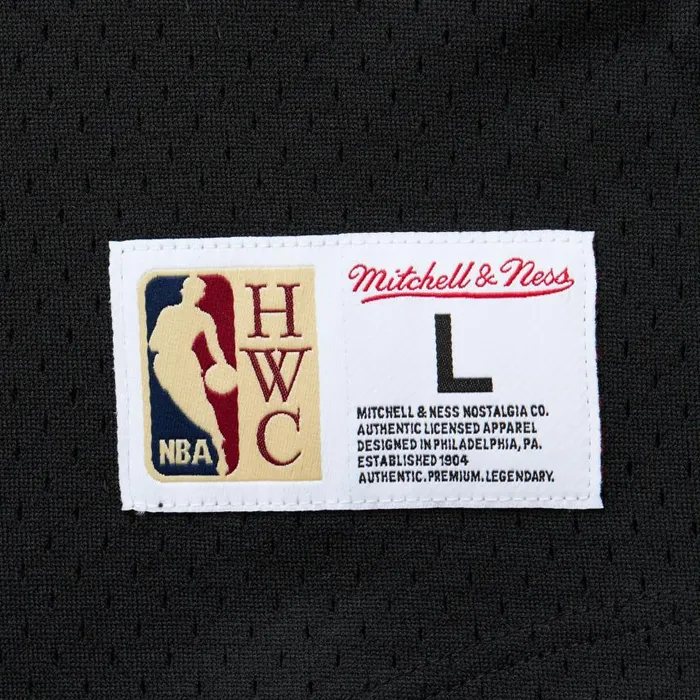 NBA
H
W
C
Mitchell & Ness
L
MITCHELL & NESS NOSTALGIA CO.
AUTHENTIC LICENSED APPAREL
DESIGNED IN PHILADELPHIA, PA.
ESTABLISHED 1904
AUTHENTIC. PREMIUM. LEGENDARY.